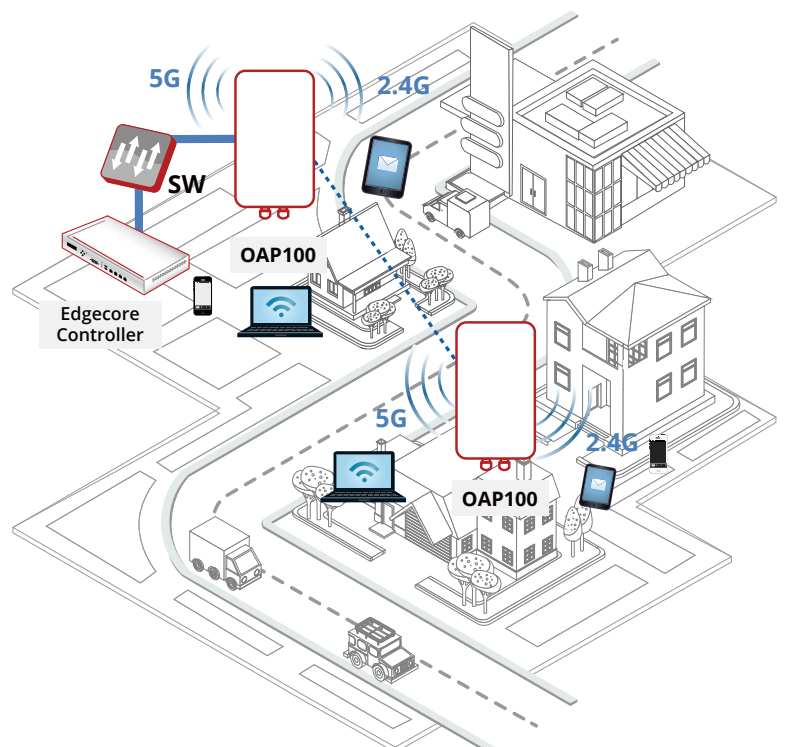 5G
2.4G
SW
OAP100
Edgecore
Controller
5G
2.4G
OAP100